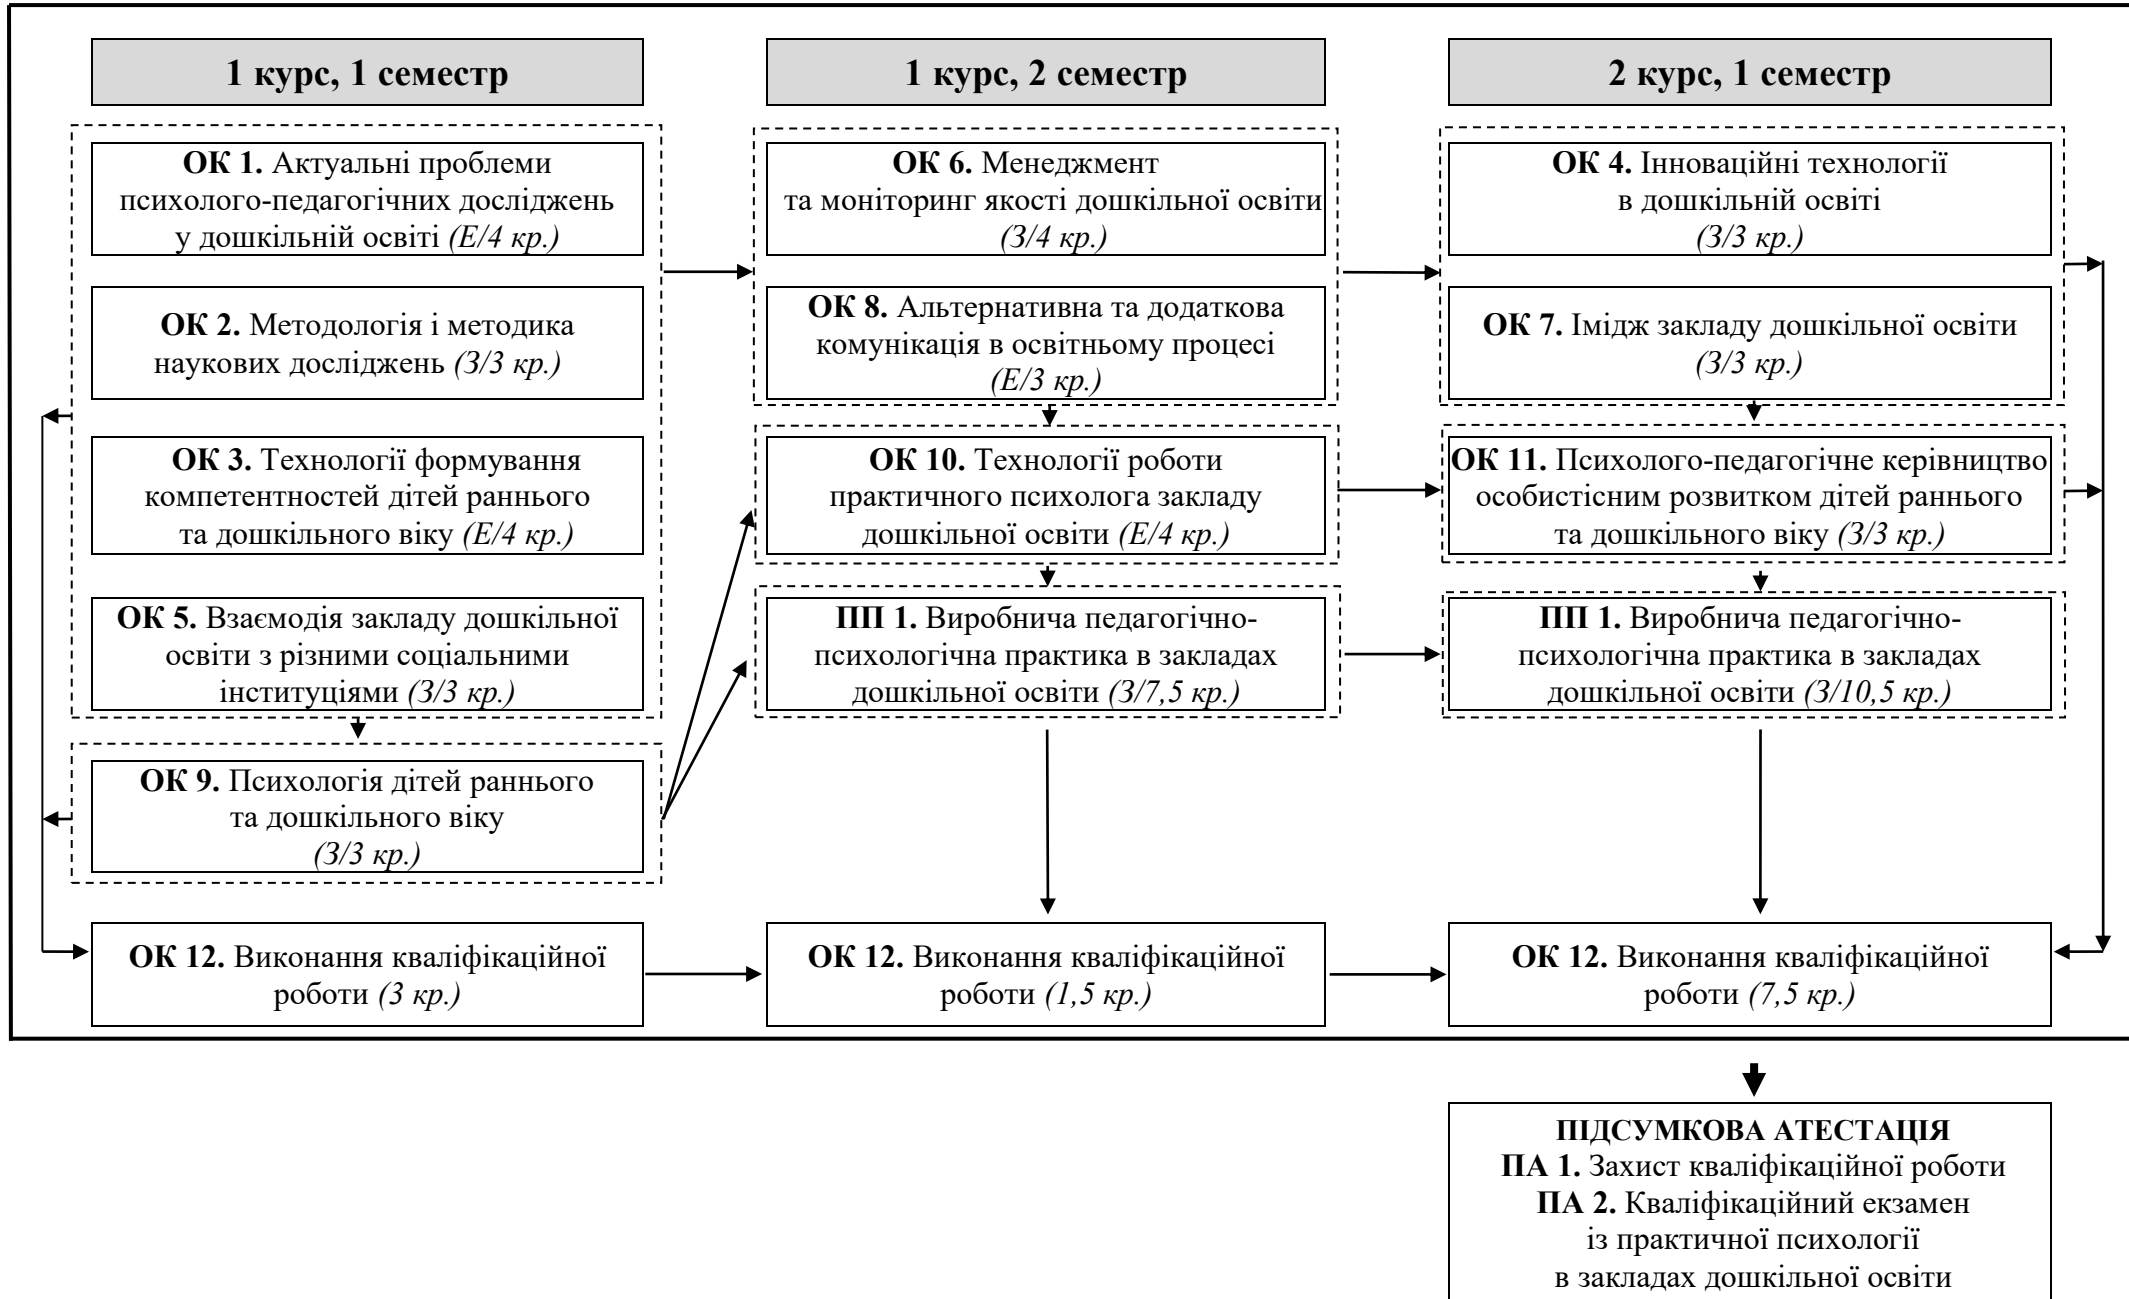 1 курс, 1 семестр
ОК 1. Актуальні проблеми
психолого-педагогічних досліджень
у дошкільній освіті (Е/4 кр.)
ОК 2. Методологія і методика
наукових досліджень (З/3 кр.)
ОК 3. Технології формування
компетентностей дітей раннього
та дошкільного віку (Е/4 кр.)
ОК 5. Взаємодія закладу дошкільної
освіти з різними соціальними
інституціями (З/3 кр.)
ОК 9. Психологія дітей раннього
та дошкільного віку
(З/3 кр.)
ОК 12. Виконання кваліфікаційної
роботи (3 кр.)
1 курс, 2 семестр
ОК 6. Менеджмент
та моніторинг якості дошкільної освіти
(З/4 кр.)
ОК 8. Альтернативна та додаткова
комунікація в освітньому процесі
(Е/3 кр.)
ОК 10. Технології роботи
практичного психолога закладу
дошкільної освіти (Е/4 кр.)
ПП 1. Виробнича педагогічно-
психологічна практика в закладах
дошкільної освіти (З/7,5 кр.)
ОК 12. Виконання кваліфікаційної
роботи (1,5 кр.)
2 курс, 1 семестр
ОК 4. Інноваційні технології
в дошкільній освіті
(З/3 кр.)
ОК 7. Імідж закладу дошкільної освіти
(З/3 кр.)
ОК 11. Психолого-педагогічне керівництво
особистісним розвитком дітей раннього
та дошкільного віку (З/3 кр.)
ПП 1. Виробнича педагогічно-
психологічна практика в закладах
дошкільної освіти (З/10,5 кр.)
ОК 12. Виконання кваліфікаційної
роботи (7,5 кр.)
ПІДСУМКОВА АТЕСТАЦІЯ
ПА 1. Захист кваліфікаційної роботи
ПА 2. Кваліфікаційний екзамен
із практичної психології
в закладах дошкільної освіти